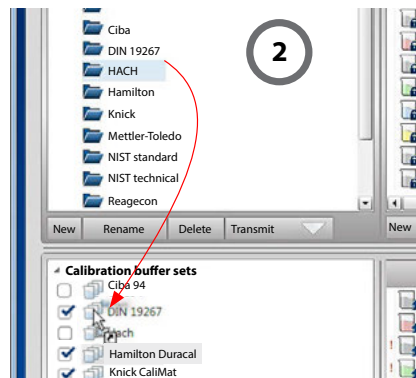 2
Ciba
DIN 19267
HACH
Hamilton
Knick
Mettler-Toledo
NIST standard
NIST technical
Reagecon
New Rename Delete Transmit New
Calibration buffer sets
Ciba 94
DIN 19267
Hach
Hamilton Duracal
Knick CaliMat